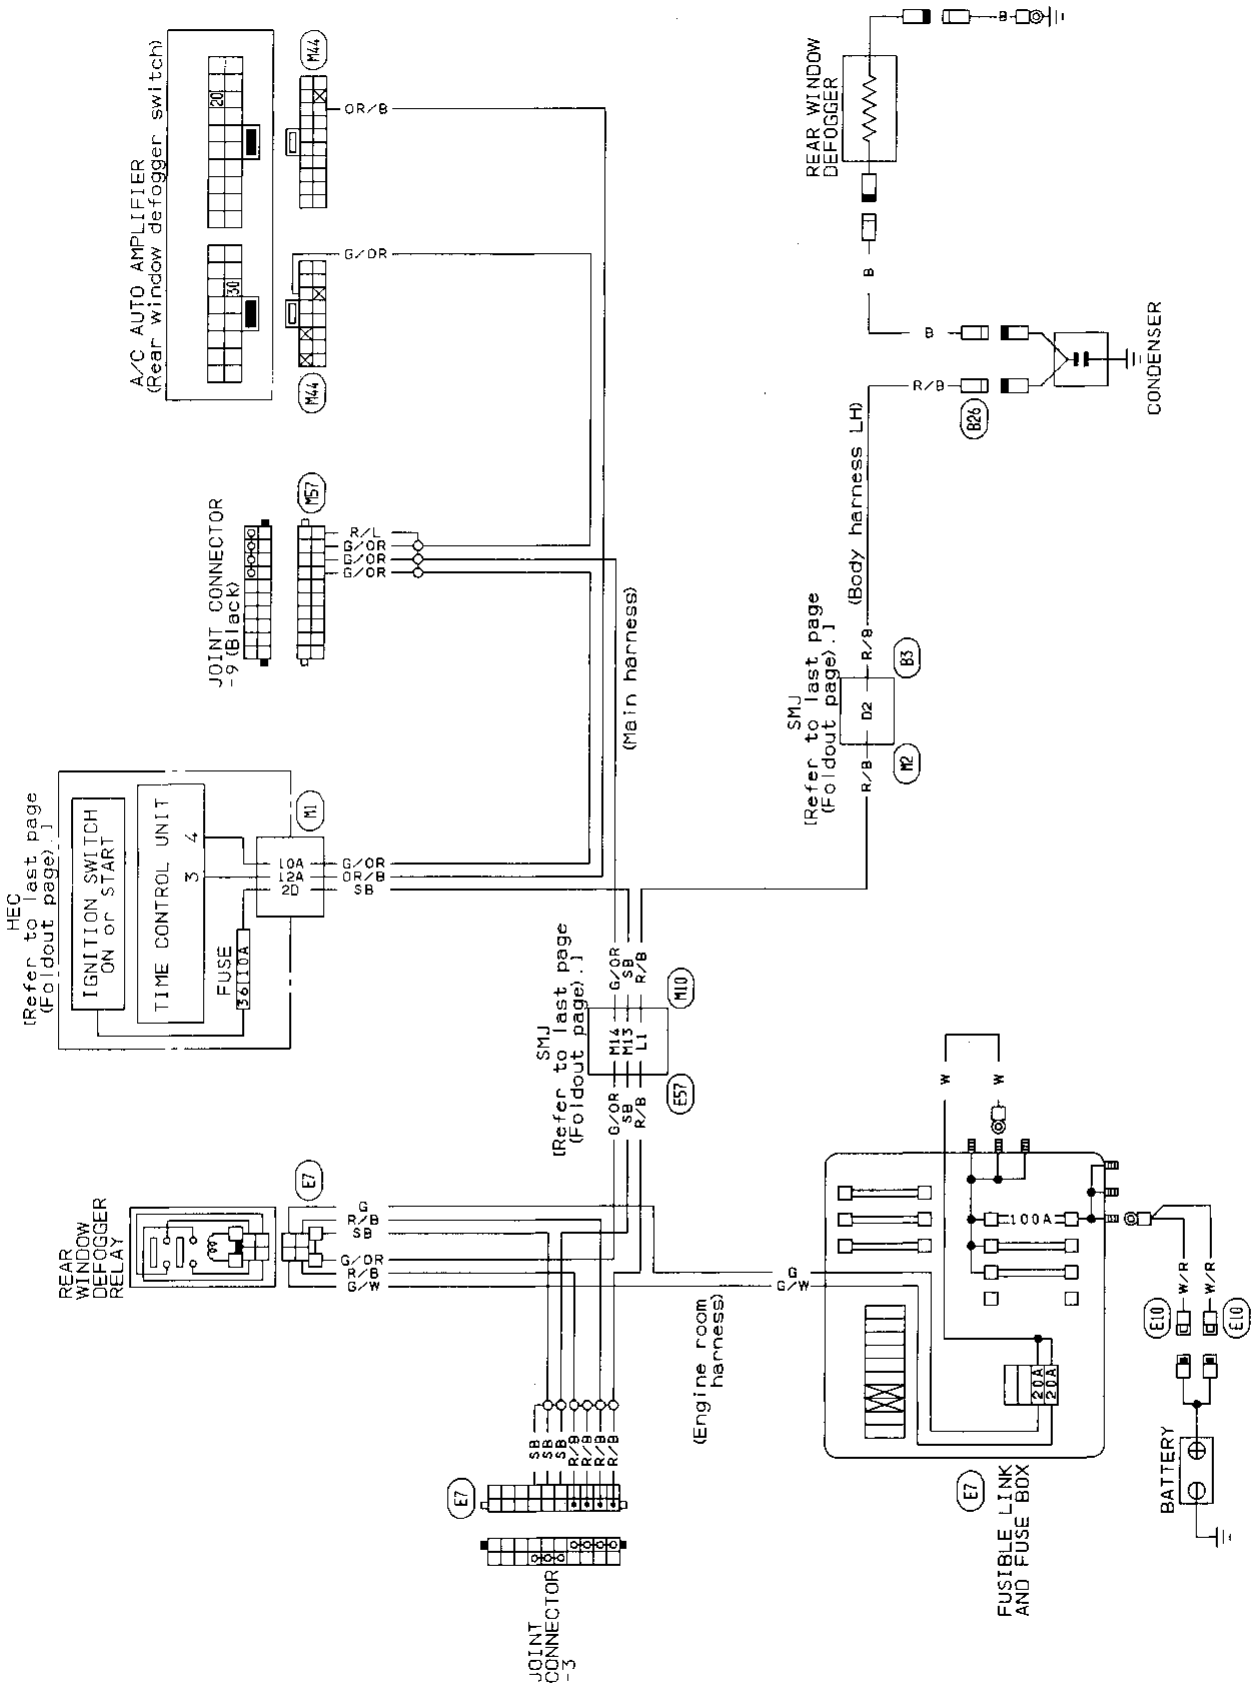 A/C AUTO AMPLIFIER
(Rear window defogger switch)
20
30
M44
M44
OR/B
G/OR
JOINT CONNECTOR
-9 (Black)
M57
R/L
G/OR
G/OR
G/OR
(Main harness)
HEC
[Refer to last page
(Foldout page).]
IGNITION SWITCH
ON or START
TIME CONTROL UNIT
3 4
FUSE
36 10A
M1
10A
12A
2D
G/OR
OR/B
SB
REAR WINDOW
DEFOGGER
B
B
B
R/B
B26
CONDENSER
(Body harness LH)
SMJ
[Refer to last page
(Foldout page).]
R/B
D2
R/B
B3
M2
SMJ
[Refer to last page
(Foldout page).]
G/OR
SB
R/B
M14
M13
L1
G/OR
SB
R/B
M10
E57
REAR
WINDOW
DEFOGGER
RELAY
E7
G
R/B
SB
G/OR
R/B
G/W
G
G/W
(Engine room
harness)
SB
SB
SB
R/B
R/B
R/B
R/B
E7
JOINT
CONNECTOR
-3
W
W
100A
20A
20A
E7
FUSIBLE LINK
AND FUSE BOX
W/R
W/R
E10
E10
BATTERY